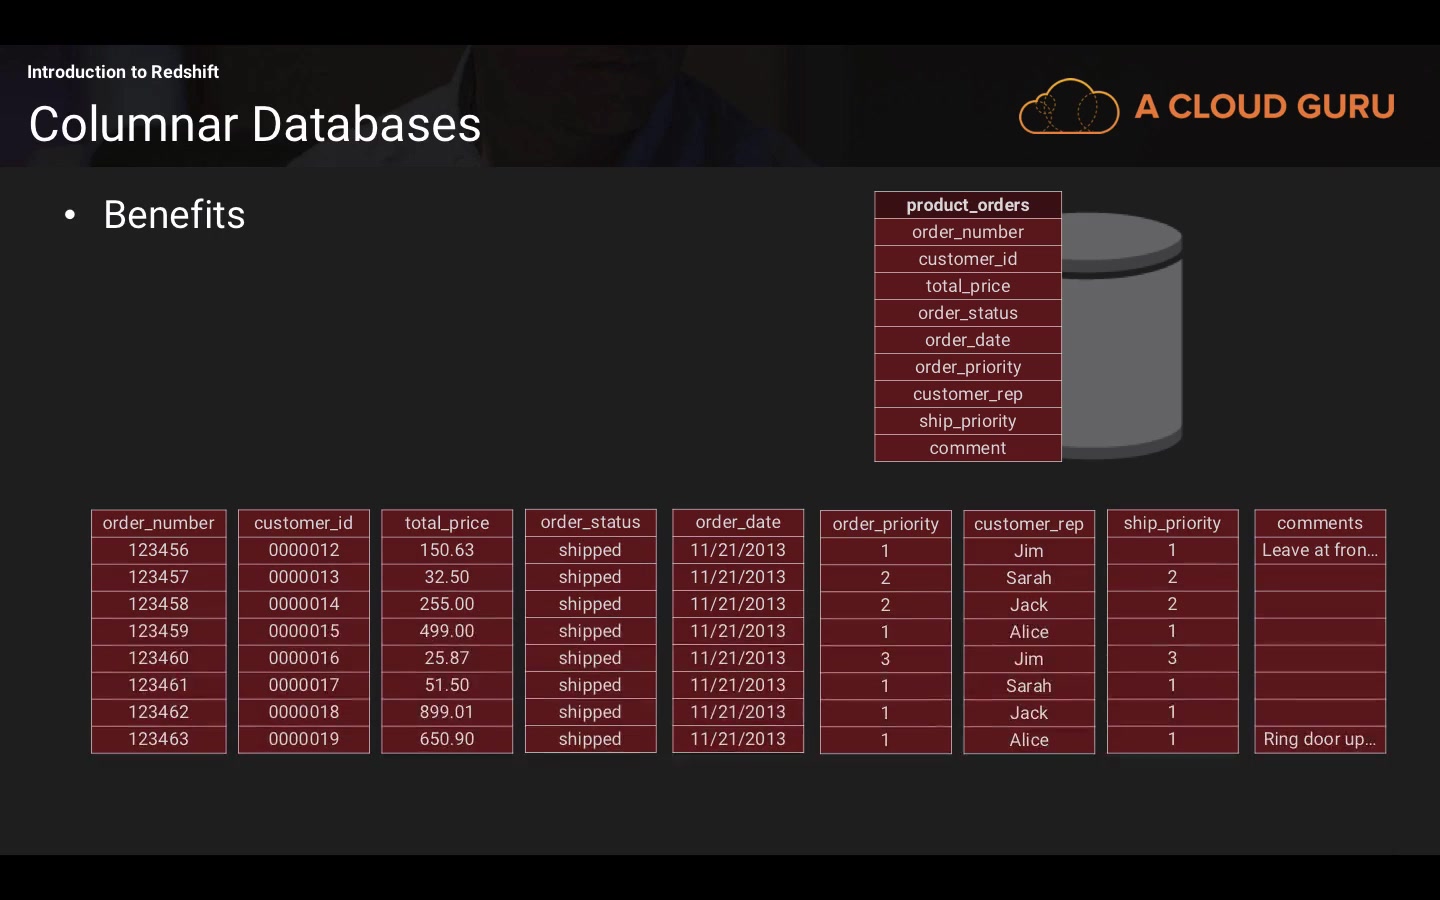 Introduction to Redshift
Columnar Databases
A CLOUD GURU
• Benefits
product_orders
order_number
customer_id
total_price
order_status
order_date
order_priority
customer_rep
ship_priority
comment
order_number customer_id total_price order_status order_date order_priority customer_rep ship_priority comments
123456 0000012 150.63 shipped 11/21/2013 1 Jim 1 Leave at fron...
123457 0000013 32.50 shipped 11/21/2013 2 Sarah 2
123458 0000014 255.00 shipped 11/21/2013 2 Jack 2
123459 0000015 499.00 shipped 11/21/2013 1 Alice 1
123460 0000016 25.87 shipped 11/21/2013 3 Jim 3
123461 0000017 51.50 shipped 11/21/2013 1 Sarah 1
123462 0000018 899.01 shipped 11/21/2013 1 Jack 1
123463 0000019 650.90 shipped 11/21/2013 1 Alice 1 Ring door up...